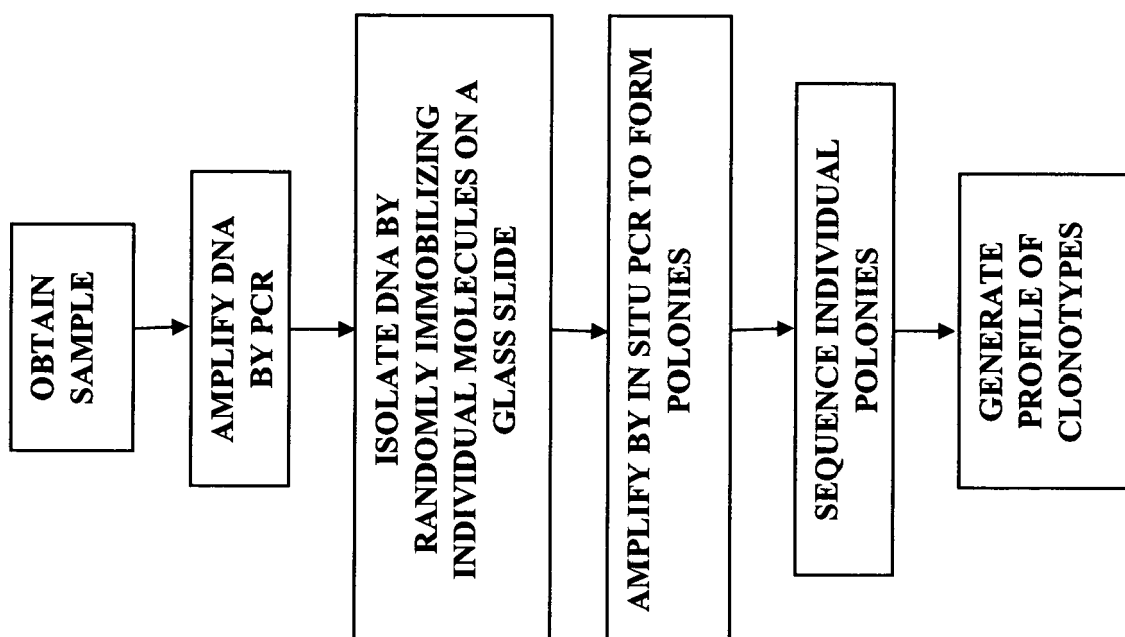 OBTAIN
SAMPLE
AMPLIFY DNA
BY PCR
ISOLATE DNA BY
RANDOMLY IMMOBILIZING
INDIVIDUAL MOLECULES ON A
GLASS SLIDE
AMPLIFY BY IN SITU PCR TO FORM
POLONIES
SEQUENCE INDIVIDUAL
POLONIES
GENERATE
PROFILE OF
CLONOTYPES